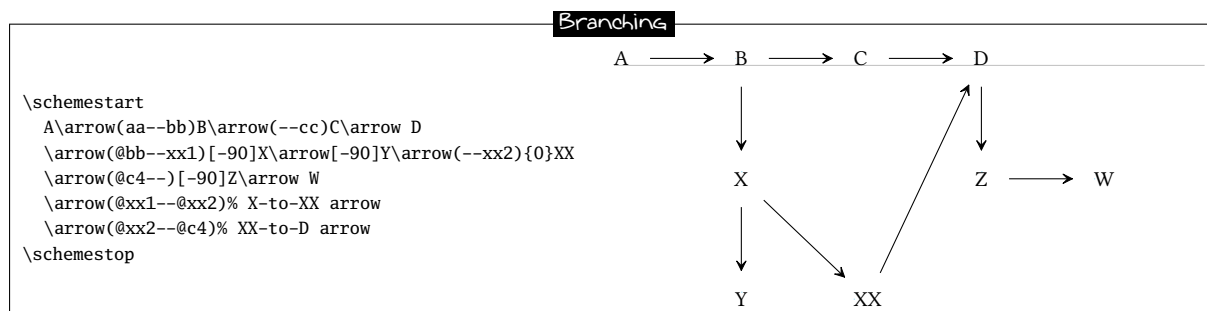 Branching
\schemestart
A\arrow(aa--bb)B\arrow(--cc)C\arrow D
\arrow(@bb--xx1)[-90]X\arrow[-90]Y\arrow(--xx2){0}XX
\arrow(@c4--)[-90]Z\arrow W
\arrow(@xx1--@xx2)% X-to-XX arrow
\arrow(@xx2--@c4)% XX-to-D arrow
\schemestop
A B C D
X Z W
Y XX